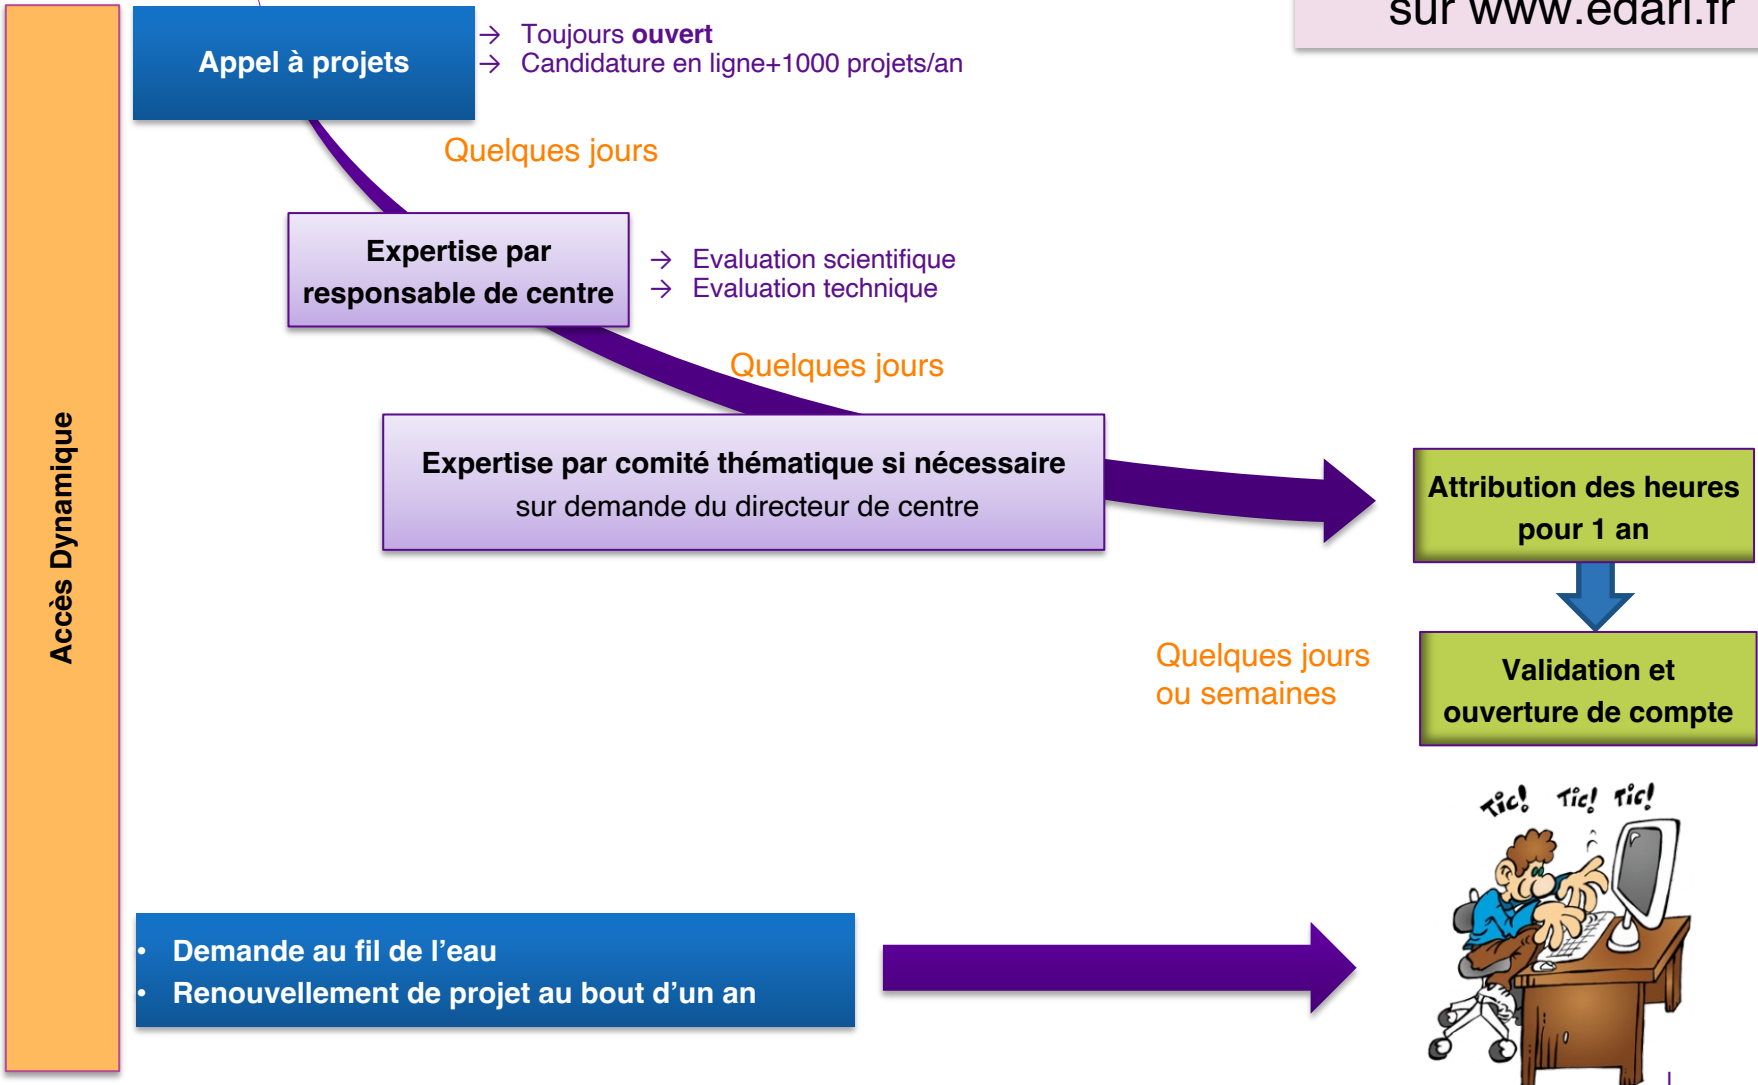 sur www.edari.fr
Appel à projets
→ Toujours ouvert
→ Candidature en ligne+1000 projets/an
Quelques jours
Expertise par
responsable de centre
→ Evaluation scientifique
→ Evaluation technique
Quelques jours
Expertise par comité thématique si nécessaire
sur demande du directeur de centre
Attribution des heures
pour 1 an
Quelques jours
ou semaines
Validation et
ouverture de compte
Accès Dynamique
Tic! Tic! Tic!
• Demande au fil de l’eau
• Renouvellement de projet au bout d’un an